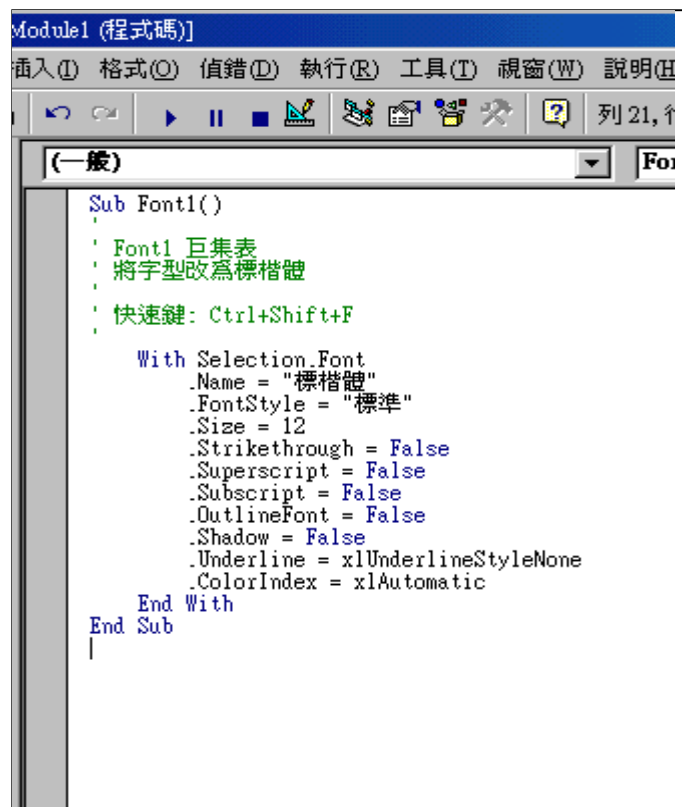 Module1 (程式碼)]
插入(I) 格式(O) 偵錯(D) 執行(R) 工具(T) 視窗(W) 說明(H
列 21, 行
(一般)
Fon
Sub Font1()
'
' Font1 巨集表
' 將字型改為標楷體
'
' 快速鍵: Ctrl+Shift+F
'
With Selection.Font
.Name = "標楷體"
.FontStyle = "標準"
.Size = 12
.Strikethrough = False
.Superscript = False
.Subscript = False
.OutlineFont = False
.Shadow = False
.Underline = xlUnderlineStyleNone
.ColorIndex = xlAutomatic
End With
End Sub